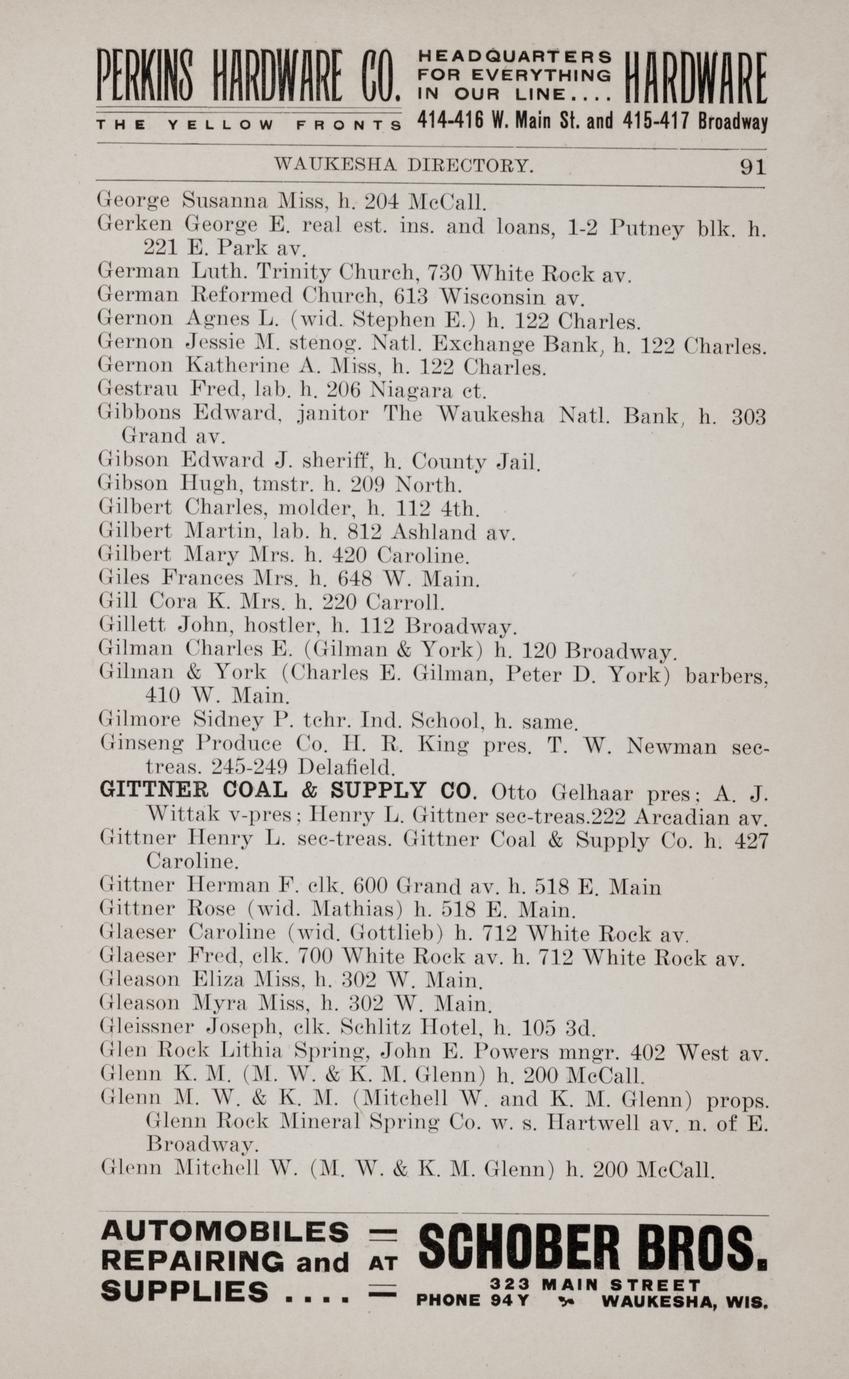 PERKINS HARDWARE CO.
THE YELLOW FRONTS
HEADQUARTERS
FOR EVERYTHING
IN OUR LINE....
HARDWARE
414-416 W. Main St. and 415-417 Broadway
WAUKESHA DIRECTORY. 91
George Susanna Miss, h. 204 McCall.
Gerken George E. real est. ins. and loans, 1-2 Putney blk. h.
221 E. Park av.
German Luth. Trinity Church, 730 White Rock av.
German Reformed Church, 613 Wisconsin av.
Gernon Agnes L. (wid. Stephen E.) h. 122 Charles.
Gernon Jessie M. stenog. Natl. Exchange Bank, h. 122 Charles.
Gernon Katherine A. Miss, h. 122 Charles.
Gestrau Fred, lab. h. 206 Niagara ct.
Gibbons Edward, janitor The Waukesha Natl. Bank, h. 303
Grand av.
Gibson Edward J. sheriff, h. County Jail.
Gibson Hugh, tmstr. h. 209 North.
Gilbert Charles, molder, h. 112 4th.
Gilbert Martin, lab. h. 812 Ashland av.
Gilbert Mary Mrs. h. 420 Caroline.
Giles Frances Mrs. h. 648 W. Main.
Gill Cora K. Mrs. h. 220 Carroll.
Gillett John, hostler, h. 112 Broadway.
Gilman Charles E. (Gilman & York) h. 120 Broadway.
Gilman & York (Charles E. Gilman, Peter D. York) barbers,
410 W. Main.
Gilmore Sidney P. tchr. Ind. School, h. same.
Ginseng Produce Co. H. R. King pres. T. W. Newman sec-
treas. 245-249 Delafield.
GITTNER COAL & SUPPLY CO. Otto Gelhaar pres; A. J.
Wittak v-pres; Henry L. Gittner sec-treas.222 Arcadian av.
Gittner Henry L. sec-treas. Gittner Coal & Supply Co. h. 427
Caroline.
Gittner Herman F. clk. 600 Grand av. h. 518 E. Main
Gittner Rose (wid. Mathias) h. 518 E. Main.
Glaeser Caroline (wid. Gottlieb) h. 712 White Rock av.
Glaeser Fred, clk. 700 White Rock av. h. 712 White Rock av.
Gleason Eliza Miss, h. 302 W. Main.
Gleason Myra Miss, h. 302 W. Main.
Gleissner Joseph, clk. Schlitz Hotel, h. 105 3d.
Glen Rock Lithia Spring, John E. Powers mngr. 402 West av.
Glenn K. M. (M. W. & K. M. Glenn) h. 200 McCall.
Glenn M. W. & K. M. (Mitchell W. and K. M. Glenn) props.
Glenn Rock Mineral Spring Co. w. s. Hartwell av. n. of E.
Broadway.
Glenn Mitchell W. (M. W. & K. M. Glenn) h. 200 McCall.
AUTOMOBILES
REPAIRING and
SUPPLIES ....
AT
SCHOBER BROS.
323 MAIN STREET
PHONE 94Y WAUKESHA, WIS.